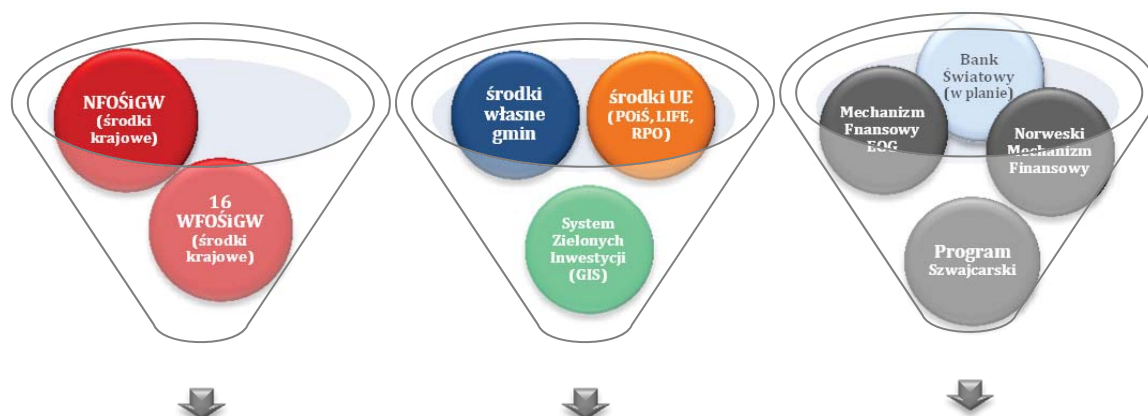 NFOŚiGW
(środki
krajowe)
16
WFOŚiGW
(środki
krajowe)
środki
własne
gmin
środki UE
(POiŚ, LIFE,
RPO)
System
Zielonych
Inwestycji
(GIS)
Bank
Światowy
(w planie)
Mechanizm
Fnansowy
EOG
Norweski
Mechanizm
Finansowy
Program
Szwajcarski